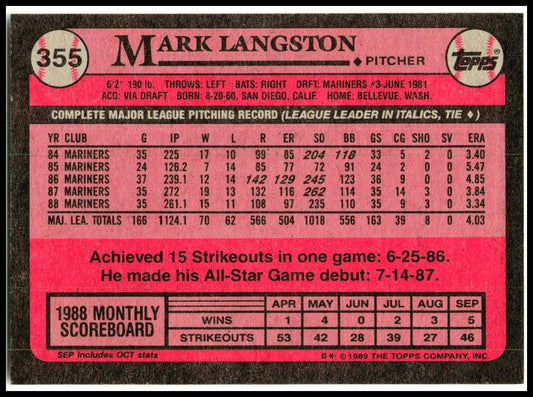 355
MARK LANGSTON
PITCHER
Topps®
6'2" 190 lb. THROWS: LEFT BATS: RIGHT DRFT: MARINERS #3-JUNE 1981
ACQ: VIA DRAFT BORN: 8-20-60, SAN DIEGO, CALIF. HOME: BELLEVUE, WASH.
COMPLETE MAJOR LEAGUE PITCHING RECORD (LEAGUE LEADER IN ITALICS, TIE ♦)
YR CLUB G IP W L R ER SO BB GS CG SHO SV ERA
84 MARINERS 35 225 17 10 99 85 204 118 33 5 2 0 3.40
85 MARINERS 24 126.2 7 14 85 77 72 91 24 2 0 0 5.47
86 MARINERS 37 239.1 12 14 142 129 245 123 36 9 0 0 4.85
87 MARINERS 35 272 19 13 132 116 262 114 35 14 3 0 3.84
88 MARINERS 35 261.1 15 11 108 97 235 110 35 9 3 0 3.34
MAJ. LEA. TOTALS 166 1124.1 70 62 566 504 1018 556 163 39 8 0 4.03
Achieved 15 Strikeouts in one game: 6-25-86.
He made his All-Star Game debut: 7-14-87.
1988 MONTHLY SCOREBOARD
APR MAY JUN JUL AUG SEP
WINS 1 4 0 2 3 5
STRIKEOUTS 53 42 28 39 27 46
SEP includes OCT stats
B* ©1989 THE TOPPS COMPANY, INC.